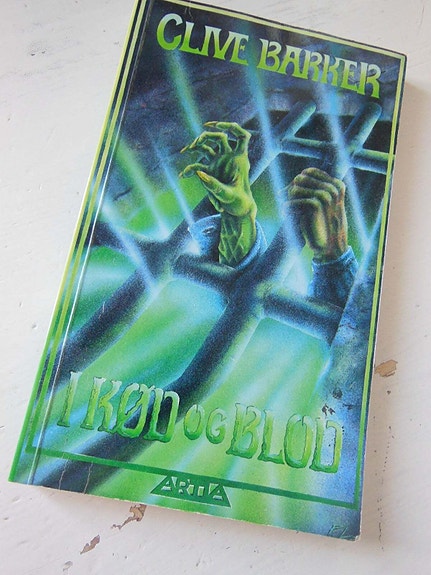 CLIVE BARKER
I KØD OG BLOD
ARTIA